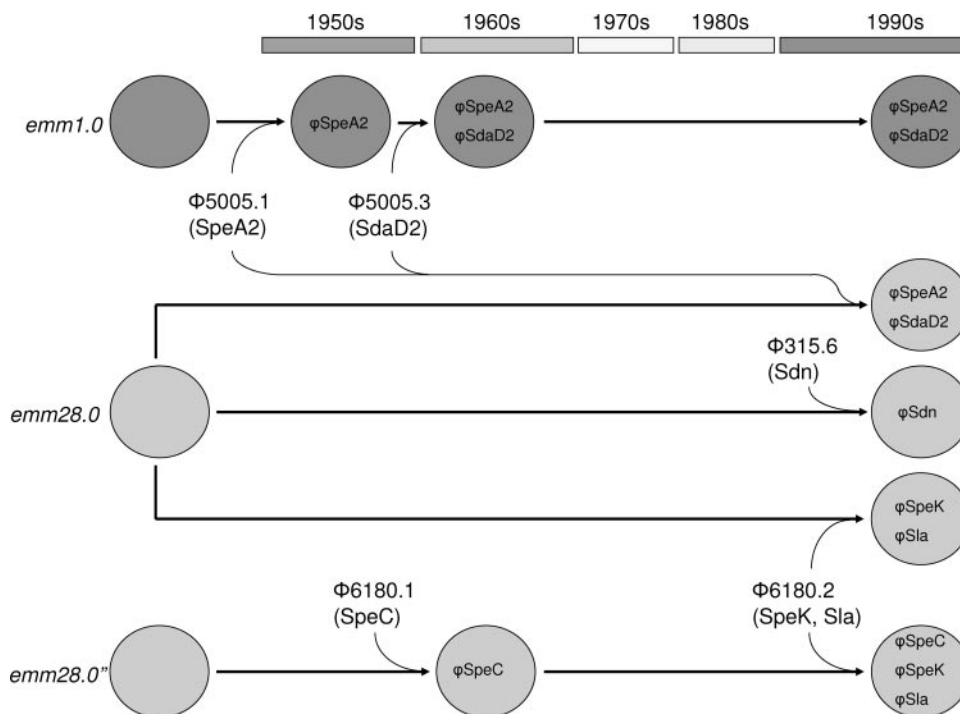 1950s 1960s 1970s 1980s 1990s
emm1.0
φSpeA2
φSpeA2
φSdaD2
φSpeA2
φSdaD2
Φ5005.1
(SpeA2)
Φ5005.3
(SdaD2)
φSpeA2
φSdaD2
Φ315.6
(Sdn)
emm28.0
φSdn
φSpeK
φSla
Φ6180.1
(SpeC)
Φ6180.2
(SpeK, Sla)
emm28.0”
φSpeC
φSpeC
φSpeK
φSla